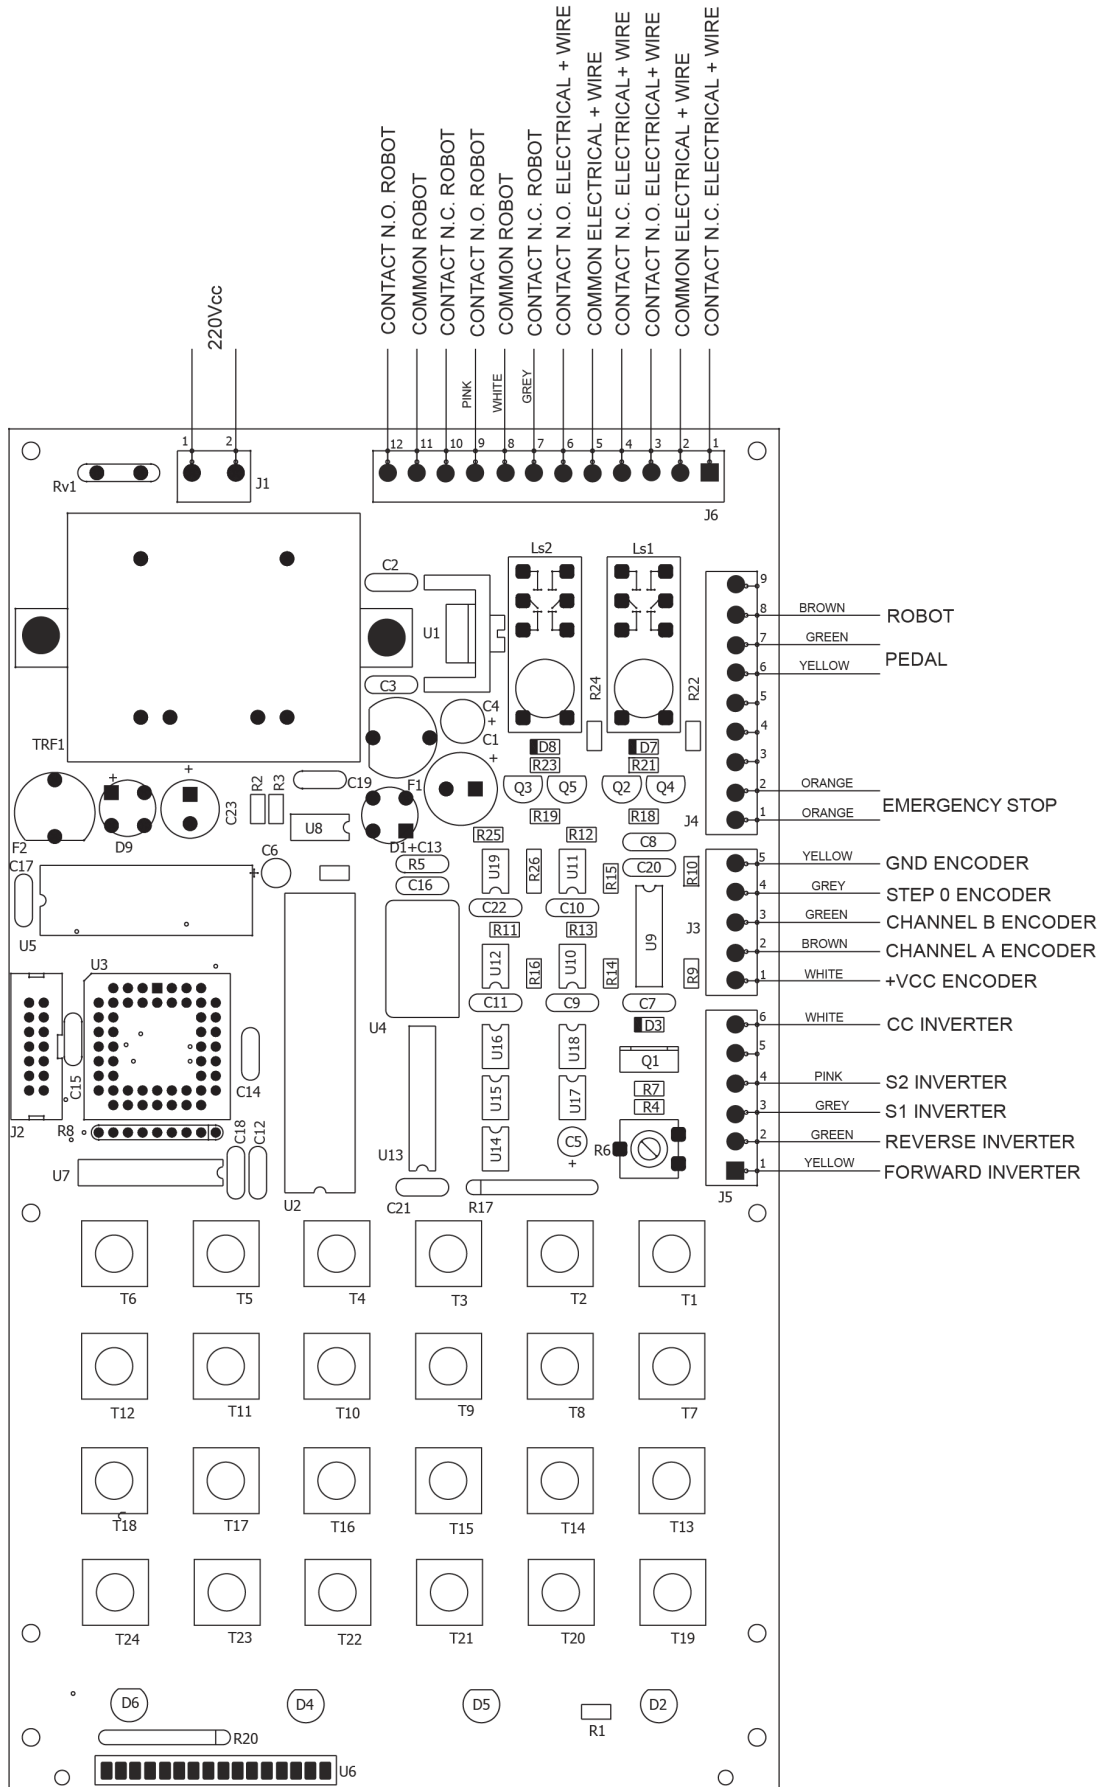 CONTACT N.O. ROBOT
COMMON ROBOT
CONTACT N.C. ROBOT
CONTACT N.O. ROBOT
COMMON ROBOT
CONTACT N.C. ROBOT
CONTACT N.O. ELECTRICAL + WIRE
COMMON ELECTRICAL + WIRE
CONTACT N.C. ELECTRICAL+ WIRE
CONTACT N.O. ELECTRICAL+ WIRE
COMMON ELECTRICAL + WIRE
CONTACT N.C. ELECTRICAL + WIRE
220Vcc
PINK
WHITE
GREY
1 2
12 11 10 9 8 7 6 5 4 3 2 1
Rv1
J1
J6
Ls2
Ls1
C2
U1
C3
C4
+
C1
+
R24
R22
9
8 BROWN ROBOT
7 GREEN
PEDAL
6 YELLOW
5
4
3
2 ORANGE
EMERGENCY STOP
1 ORANGE
J4
TRF1
D8
D7
R23
R21
F1
Q3
Q5
Q2
Q4
R19
R18
+
+
C19
R2
R3
C23
F2
D9
U8
D1+C13
R25
R12
C8
C17
C6
+
R5
C16
U19
R26
U11
R15
C20
R10
5 YELLOW GND ENCODER
4 GREY STEP 0 ENCODER
3 GREEN CHANNEL B ENCODER
2 BROWN CHANNEL A ENCODER
1 WHITE +VCC ENCODER
J3
C22
C10
R11
R13
U9
U5
U3
U12
R16
U10
R14
R9
C11
C9
C7
U4
D3
6 WHITE CC INVERTER
5
4 PINK S2 INVERTER
3 GREY S1 INVERTER
2 GREEN REVERSE INVERTER
1 YELLOW FORWARD INVERTER
J5
U16
U18
Q1
C15
C14
U15
U17
R7
R4
J2
R8
C18
C12
U13
U14
C5
+
R6
U7
U2
C21
R17
T6 T5 T4 T3 T2 T1
T12 T11 T10 T9 T8 T7
T18 T17 T16 T15 T14 T13
T24 T23 T22 T21 T20 T19
D6 D4 D5 D2
R1
R20
U6